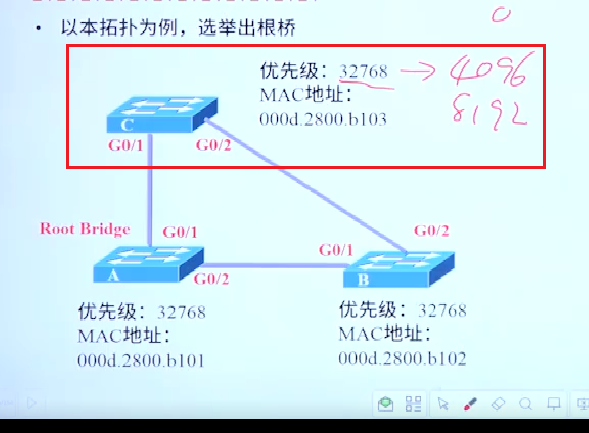 · 以本拓扑为例，选举出根桥
0
优先级：32768 → 4096
8192
MAC地址：
000d.2800.b103
C
G0/1 G0/2
Root Bridge G0/1
G0/2
A
G0/2
G0/1
B
优先级：32768
MAC地址：
000d.2800.b101
优先级：32768
MAC地址：
000d.2800.b102